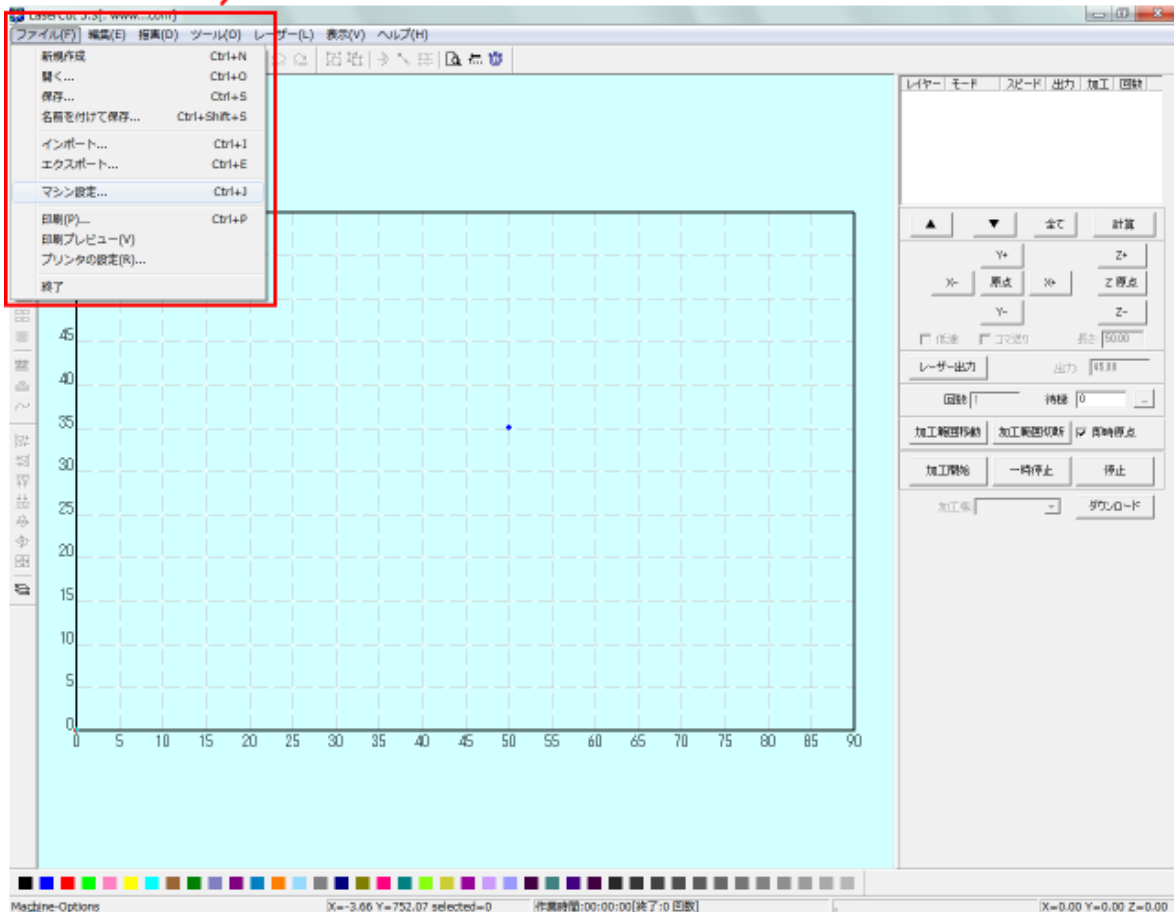 LaserCut 5.3[: www....com]
ファイル(F) 編集(E) 描画(D) ツール(O) レーザー(L) 表示(V) ヘルプ(H)
新規作成 Ctrl+N
開く... Ctrl+O
保存... Ctrl+S
名前を付けて保存... Ctrl+Shift+S
インポート... Ctrl+I
エクスポート... Ctrl+E
マシン設定... Ctrl+J
印刷(P)... Ctrl+P
印刷プレビュー(V)
プリンタの設定(R)...
終了
45
40
35
30
25
20
15
10
5
0
0 5 10 15 20 25 30 35 40 45 50 55 60 65 70 75 80 85 90
レイヤー モード スピード 出力 加工 回数
▲ ▼ 全て 計算
Y+ Z+
X- 原点 X+ Z 原点
Y- Z-
低速 コマ送り 長さ 50.00
レーザー出力 出力 45.00
回数 1 待機 0 ...
加工範囲移動 加工範囲切断 即時原点
加工開始 一時停止 停止
ダウンロード
Machine-Options X=-3.66 Y=752.07 selected=0 作業時間:00:00:00[終了:0 回数] X=0.00 Y=0.00 Z=0.00